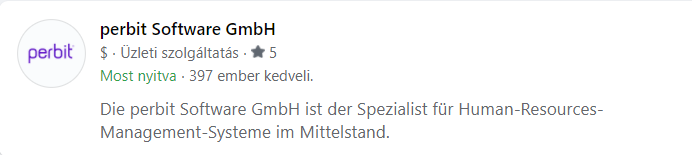 perbit
perbit Software GmbH
$ · Üzleti szolgáltatás · ★ 5
Most nyitva · 397 ember kedveli.
Die perbit Software GmbH ist der Spezialist für Human-Resources-
Management-Systeme im Mittelstand.